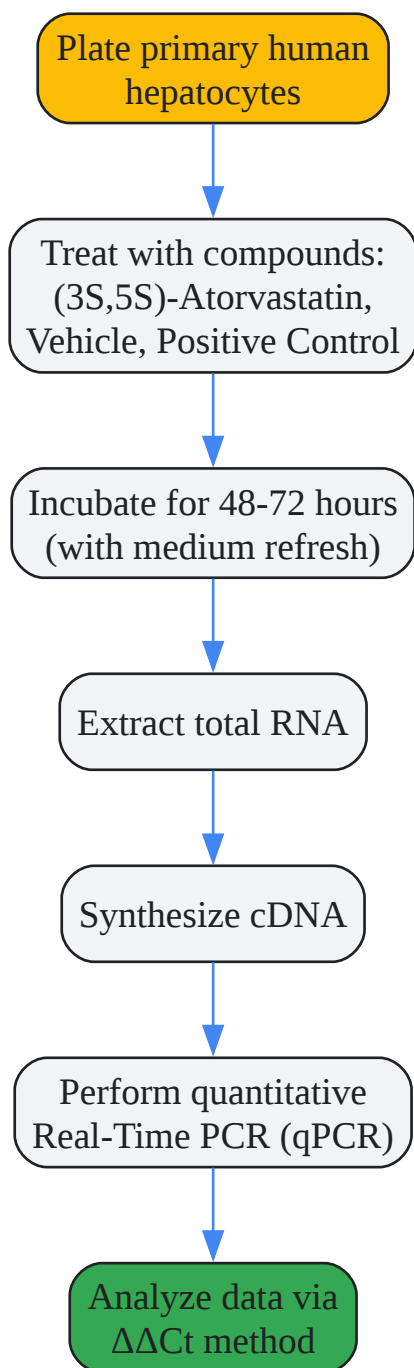 Plate primary human
hepatocytes
Treat with compounds:
(3S,5S)-Atorvastatin,
Vehicle, Positive Control
Incubate for 48-72 hours
(with medium refresh)
Extract total RNA
Synthesize cDNA
Perform quantitative
Real-Time PCR (qPCR)
Analyze data via
ΔΔCt method